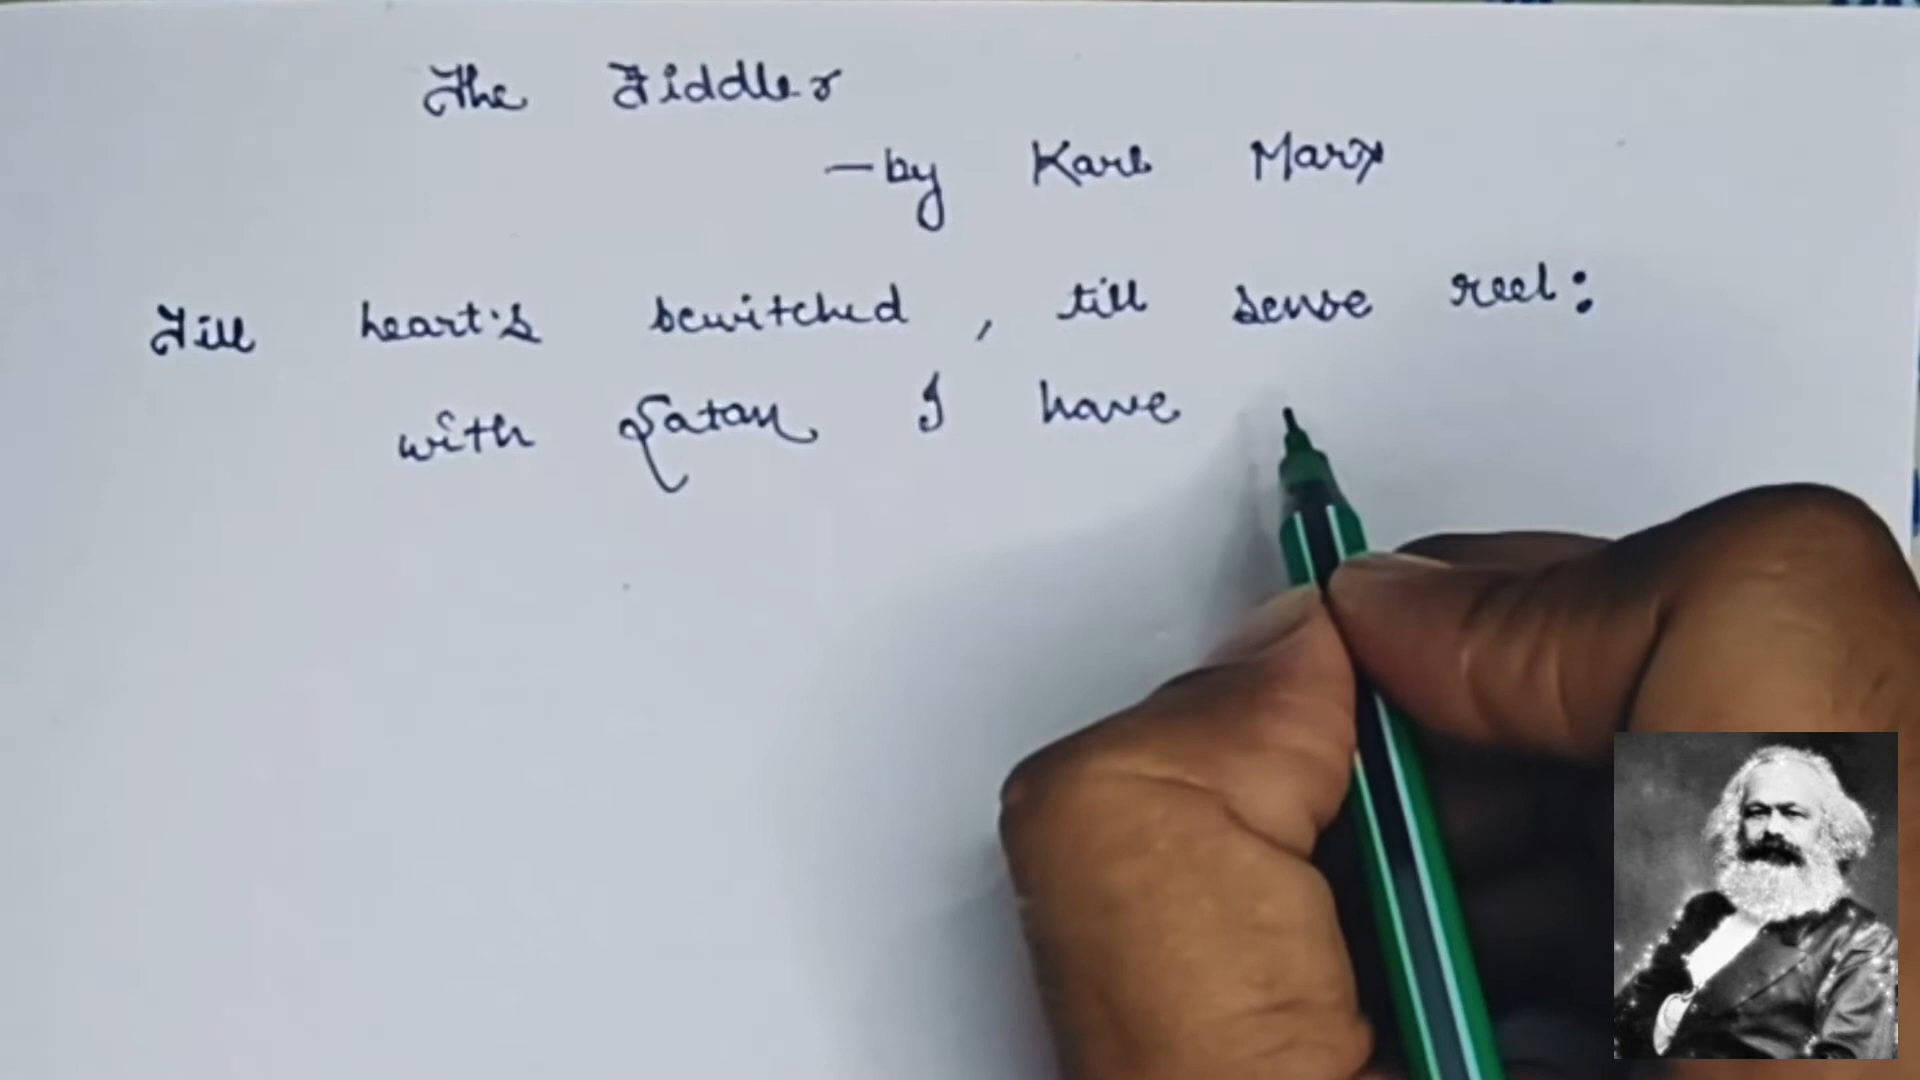 The Fiddler
-by Karl Marx
Till heart's bewitched, till sense reel:
with Satan I have